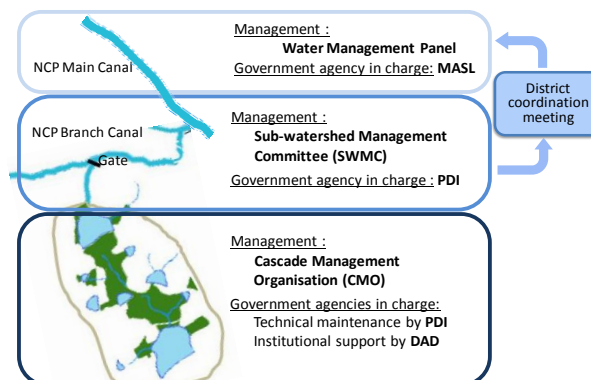 Management :
Water Management Panel
NCP Main Canal
Government agency in charge: MASL
District
coordination
meeting
Management :
NCP Branch Canal
Sub-watershed Management
Committee (SWMC)
Gate
Government agency in charge : PDI
Management :
Cascade Management
Organisation (CMO)
Government agencies in charge:
Technical maintenance by PDI
Institutional support by DAD